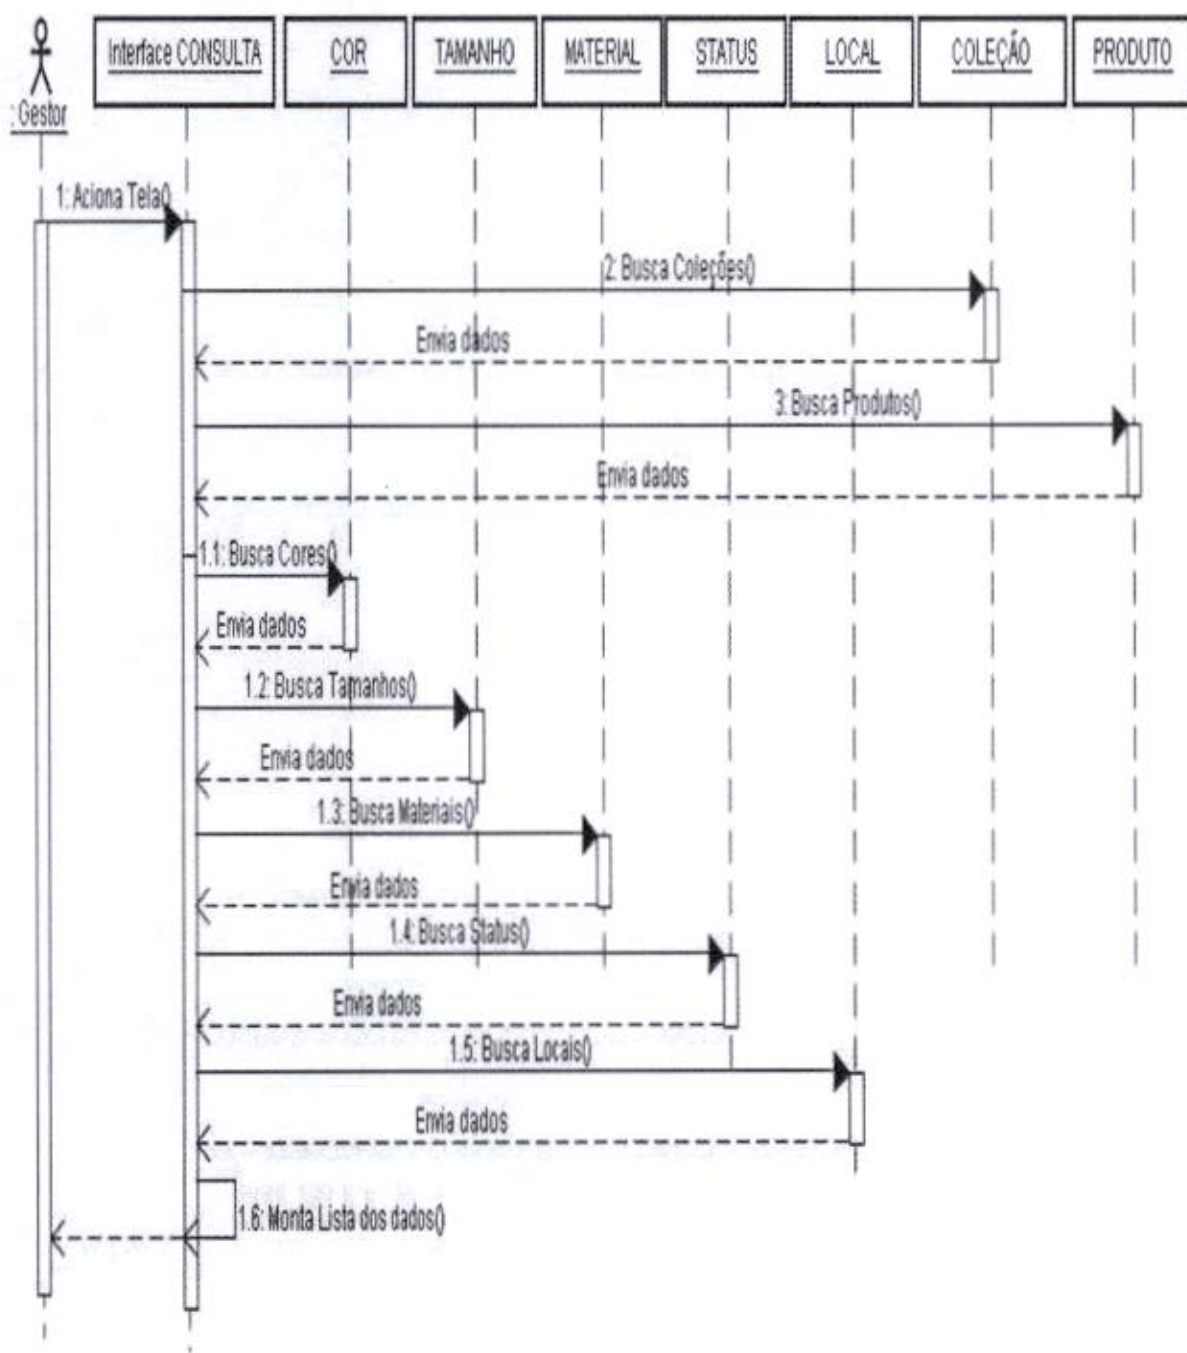 Interface CONSULTA
COR
TAMANHO
MATERIAL
STATUS
LOCAL
COLEÇÃO
PRODUTO
: Gestor
1: Aciona Tela()
2: Busca Coleções()
Envia dados
3: Busca Produtos()
Envia dados
1.1: Busca Cores()
Envia dados
1.2: Busca Tamanhos()
Envia dados
1.3: Busca Materiais()
Envia dados
1.4: Busca Status()
Envia dados
1.5: Busca Locais()
Envia dados
1.6: Monta Lista dos dados()